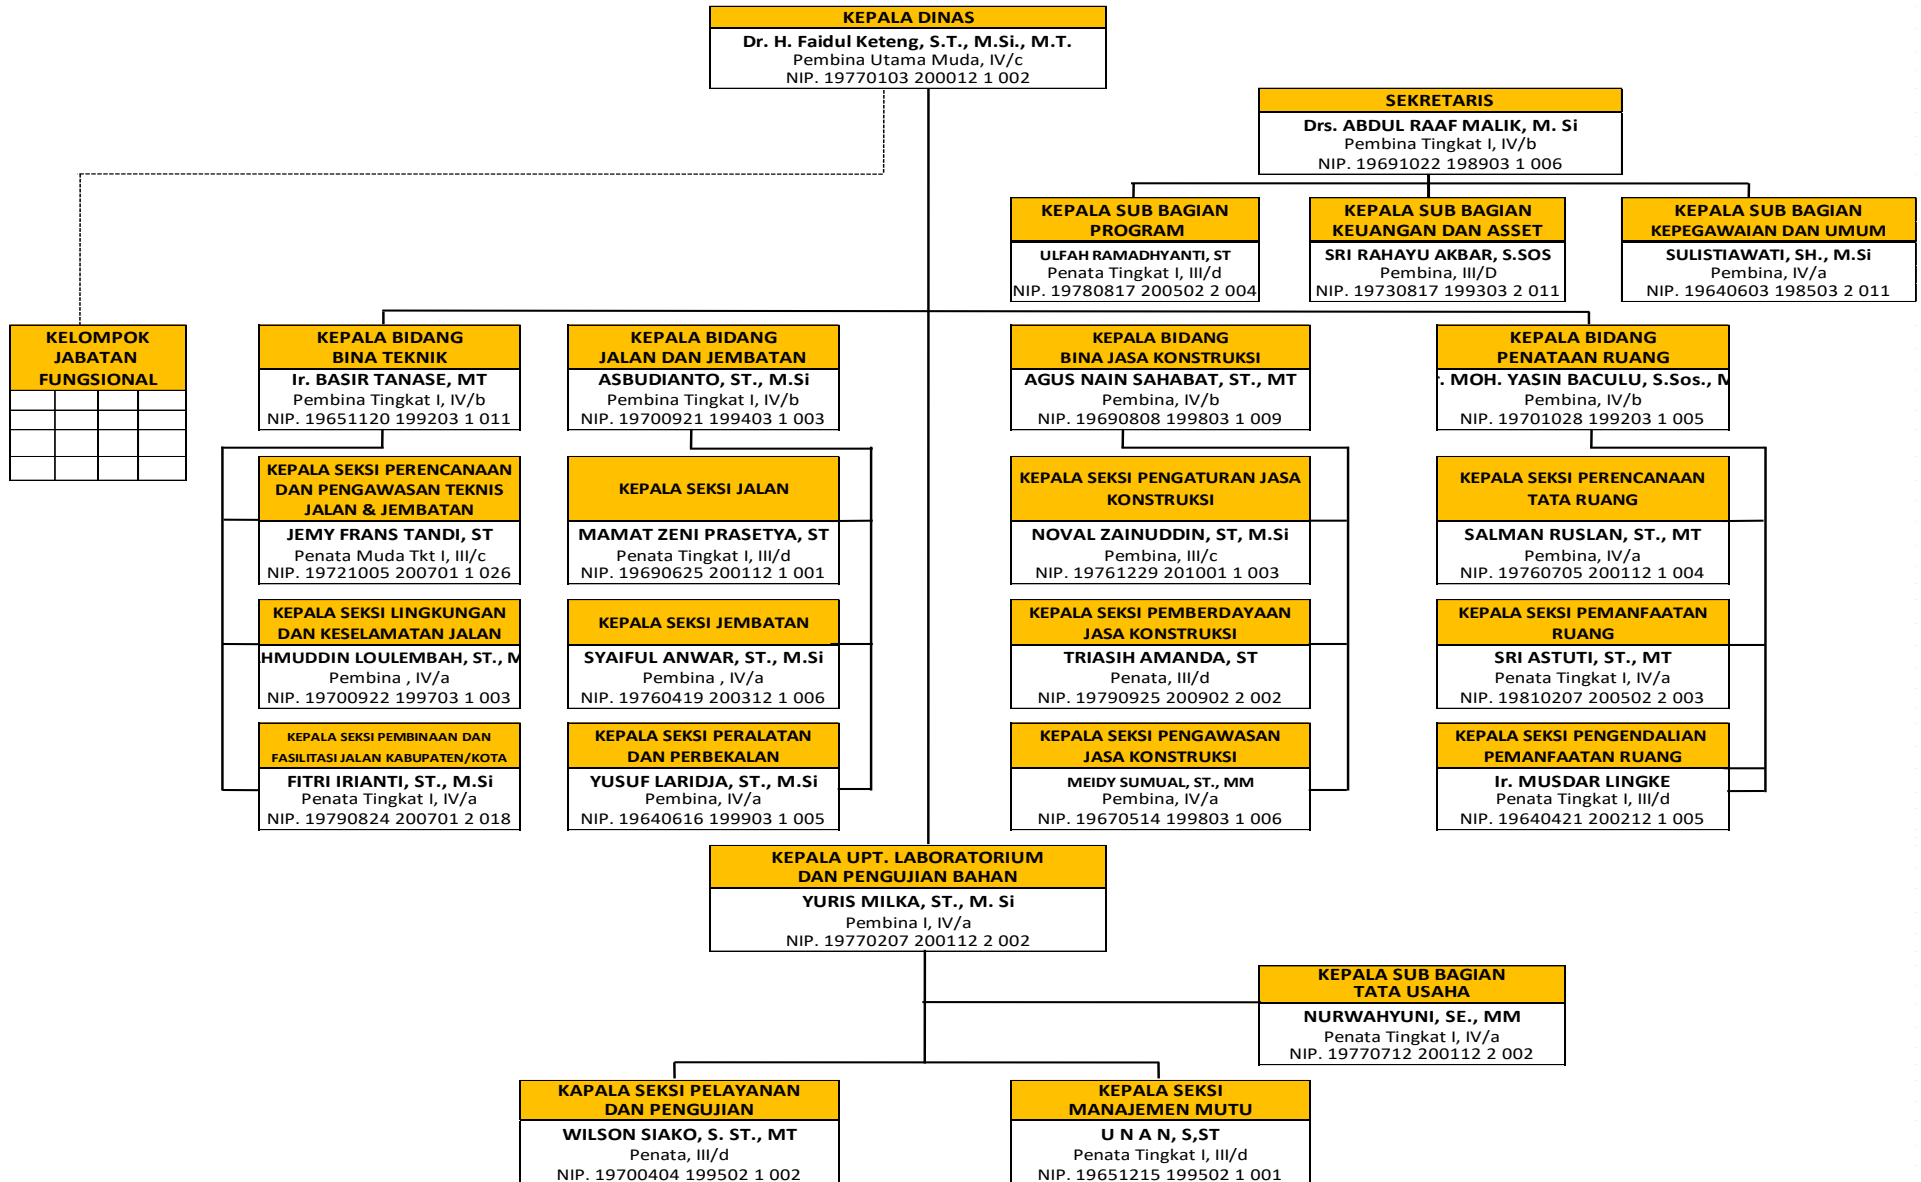 KEPALA DINAS
Dr. H. Faidul Keteng, S.T., M.Si., M.T.
Pembina Utama Muda, IV/c
NIP. 19770103 200012 1 002
SEKRETARIS
Drs. ABDUL RAAF MALIK, M. Si
Pembina Tingkat I, IV/b
NIP. 19691022 198903 1 006
KEPALA SUB BAGIAN
PROGRAM
ULFAH RAMADHYANTI, ST
Penata Tingkat I, III/d
NIP. 19780817 200502 2 004
KEPALA SUB BAGIAN
KEUANGAN DAN ASSET
SRI RAHAYU AKBAR, S.SOS
Pembina, III/D
NIP. 19730817 199303 2 011
KEPALA SUB BAGIAN
KEPEGAWAIAN DAN UMUM
SULISTIAWATI, SH., M.Si
Pembina, IV/a
NIP. 19640603 198503 2 011
KELOMPOK
JABATAN
FUNGSIONAL
KEPALA BIDANG
BINA TEKNIK
Ir. BASIR TANASE, MT
Pembina Tingkat I, IV/b
NIP. 19651120 199203 1 011
KEPALA BIDANG
JALAN DAN JEMBATAN
ASBUDIANTO, ST., M.Si
Pembina Tingkat I, IV/b
NIP. 19700921 199403 1 003
KEPALA BIDANG
BINA JASA KONSTRUKSI
AGUS NAIN SAHABAT, ST., MT
Pembina, IV/b
NIP. 19690808 199803 1 009
KEPALA BIDANG
PENATAAN RUANG
MOH. YASIN BACULU, S.Sos.,
Pembina, IV/b
NIP. 19701028 199203 1 005
KEPALA SEKSI PERENCANAAN
DAN PENGAWASAN TEKNIS
JALAN & JEMBATAN
JEMY FRANS TANDI, ST
Penata Muda Tkt I, III/c
NIP. 19721005 200701 1 026
KEPALA SEKSI JALAN
MAMAT ZENI PRASETYA, ST
Penata Tingkat I, III/d
NIP. 19690625 200112 1 001
KEPALA SEKSI PENGATURAN JASA
KONSTRUKSI
NOVAL ZAINUDDIN, ST, M.Si
Pembina, III/c
NIP. 19761229 201001 1 003
KEPALA SEKSI PERENCANAAN
TATA RUANG
SALMAN RUSLAN, ST., MT
Pembina, IV/a
NIP. 19760705 200112 1 004
KEPALA SEKSI LINGKUNGAN
DAN KESELAMATAN JALAN
HMUDDIN LOULEMBAH, ST.,
Pembina , IV/a
NIP. 19700922 199703 1 003
KEPALA SEKSI JEMBATAN
SYAIFUL ANWAR, ST., M.Si
Pembina , IV/a
NIP. 19760419 200312 1 006
KEPALA SEKSI PEMBERDAYAAN
JASA KONSTRUKSI
TRIASIH AMANDA, ST
Penata, III/d
NIP. 19790925 200902 2 002
KEPALA SEKSI PEMANFAATAN
RUANG
SRI ASTUTI, ST., MT
Penata Tingkat I, IV/a
NIP. 19810207 200502 2 003
KEPALA SEKSI PEMBINAAN DAN
FASILITASI JALAN KABUPATEN/KOTA
FITRI IRIANTI, ST., M.Si
Penata Tingkat I, IV/a
NIP. 19790824 200701 2 018
KEPALA SEKSI PERALATAN
DAN PERBEKALAN
YUSUF LARIDJA, ST., M.Si
Pembina, IV/a
NIP. 19640616 199903 1 005
KEPALA SEKSI PENGAWASAN
JASA KONSTRUKSI
MEIDY SUMUAL, ST., MM
Pembina, IV/a
NIP. 19670514 199803 1 006
KEPALA SEKSI PENGENDALIAN
PEMANFAATAN RUANG
Ir. MUSDAR LINGKE
Penata Tingkat I, III/d
NIP. 19640421 200212 1 005
KEPALA UPT. LABORATORIUM
DAN PENGUJIAN BAHAN
YURIS MILKA, ST., M. Si
Pembina I, IV/a
NIP. 19770207 200112 2 002
KEPALA SUB BAGIAN
TATA USAHA
NURWAHYUNI, SE., MM
Penata Tingkat I, IV/a
NIP. 19770712 200112 2 002
KAPALA SEKSI PELAYANAN
DAN PENGUJIAN
WILSON SIAKO, S. ST., MT
Penata, III/d
NIP. 19700404 199502 1 002
KEPALA SEKSI
MANAJEMEN MUTU
U N A N, S,ST
Penata Tingkat I, III/d
NIP. 19651215 199502 1 001